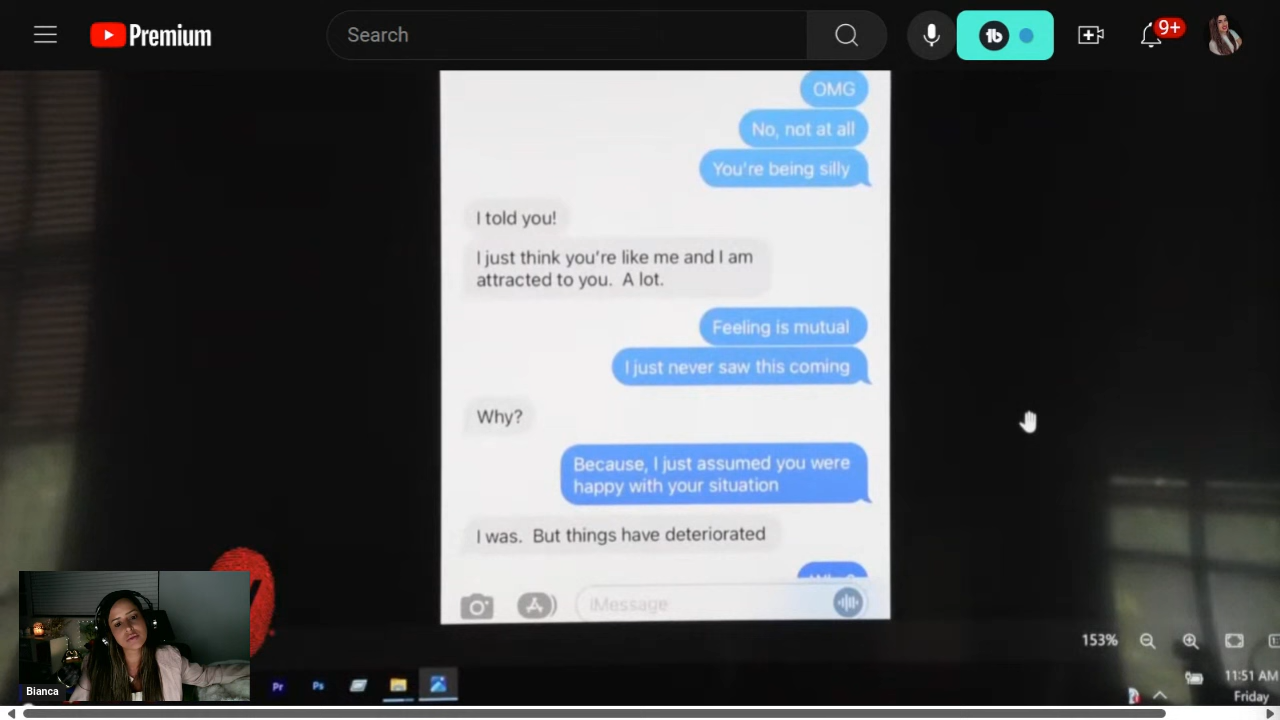 Premium
Search
9+
OMG
No, not at all
You're being silly
I told you!
I just think you're like me and I am
attracted to you. A lot.
Feeling is mutual
I just never saw this coming
Why?
Because, I just assumed you were
happy with your situation
I was. But things have deteriorated
iMessage
Bianca
153%
Pr
Ps
11:51 AM
Friday